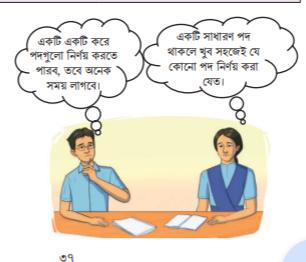 একটি একটি করে
পদগুলো নির্ণয় করতে
পারব, তবে অনেক
সময় লাগবে।
একটি সাধারণ পদ
থাকলে খুব সহজেই যে
কোনো পদ নির্ণয় করা
যেত।
৩৭